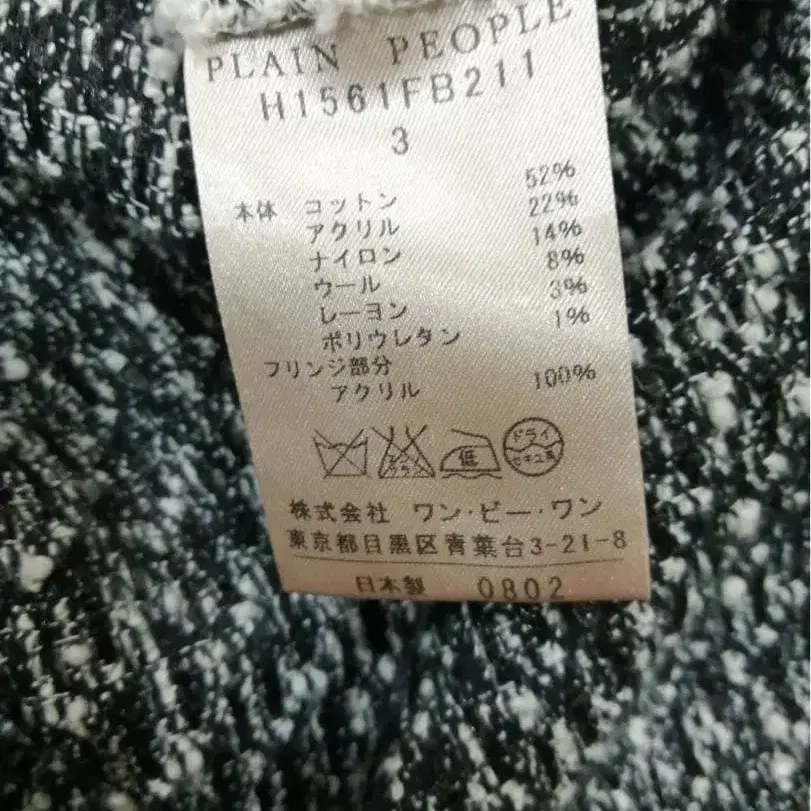 PLAIN PEOPLE
H1561FB211
3
本体 コットン 52%
アクリル 22%
ナイロン 14%
ウール 8%
レーヨン 3%
ポリウレタン 1%
フリンジ部分
アクリル 100%
低 ドライ
株式会社 ワン・ビー・ワン
東京都目黒区青葉台3-21-8
日本製 0802